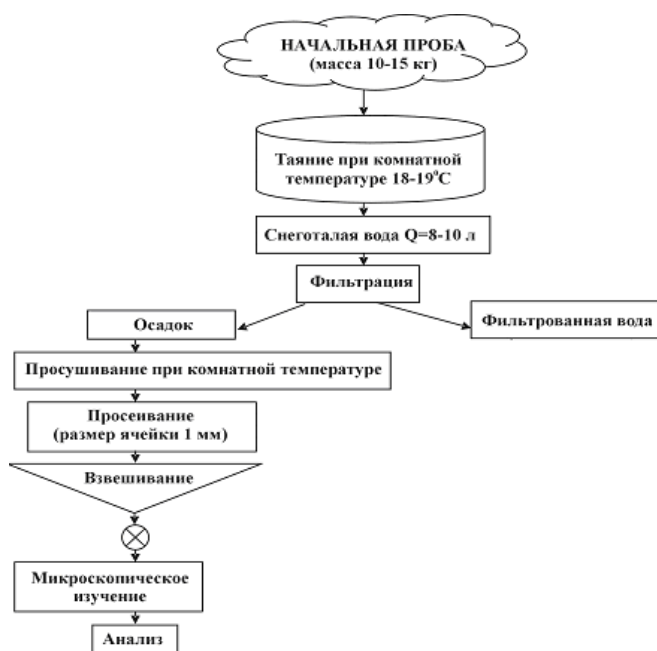 НАЧАЛЬНАЯ ПРОБА
(масса 10-15 кг)
Таяние при комнатной
температуре 18-19⁰С
Снеготалая вода Q=8-10 л
Фильтрация
Осадок
Фильтрованная вода
Просушивание при комнатной температуре
Просеивание
(размер ячейки 1 мм)
Взвешивание
Микроскопическое
изучение
Анализ